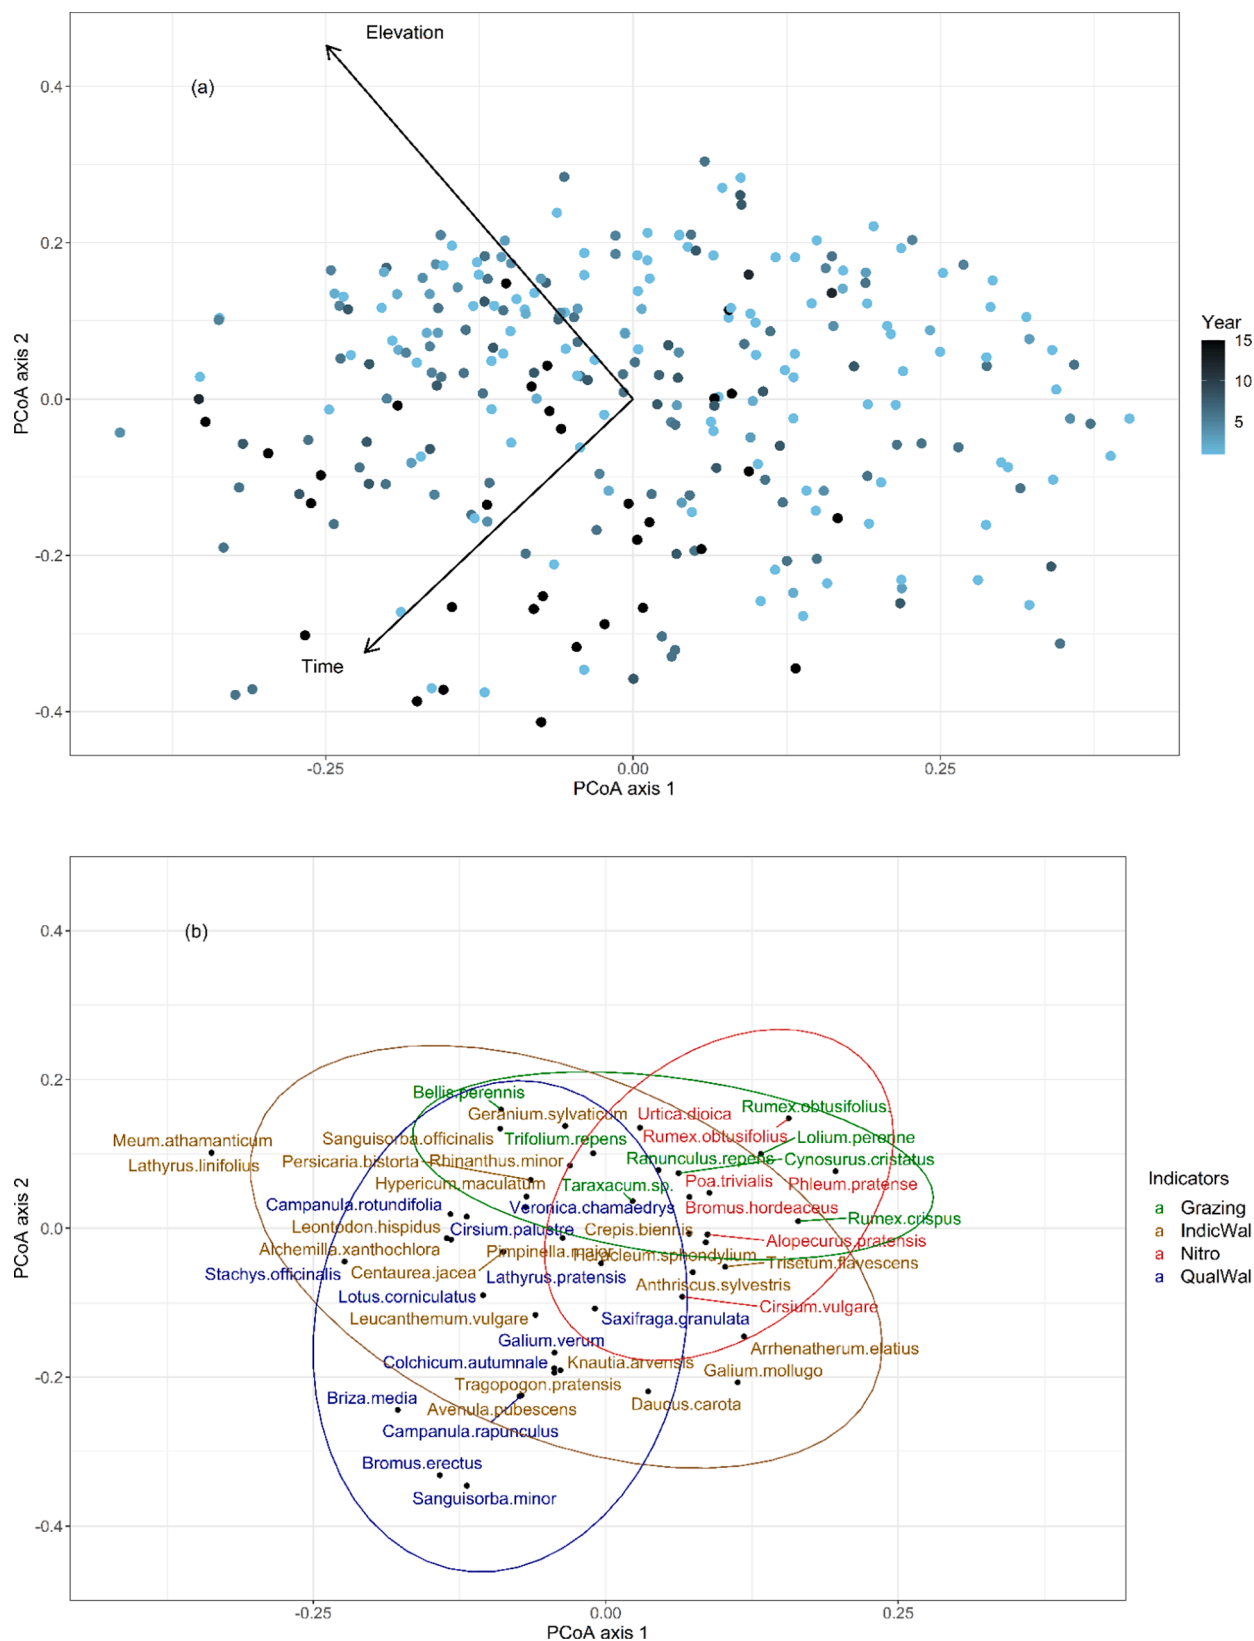 Elevation
(a)
0.4
0.2
0.0
-0.2
-0.4
PCoA axis 2
Time
-0.25
0.00
0.25
PCoA axis 1
Year
15
10
5
(b)
0.4
0.2
0.0
-0.2
-0.4
PCoA axis 2
Bellis.perennis
Geranium.sylvaticum
Urtica.dioica
Rumex.obtusifolius.
Meum.athamanticum
Sanguisorba.officinalis
Trifolium.repens
Rumex.obtusifolius
Lolium.perenne
Lathyrus.linifolius
Persicaria.bistorta
Rhinanthus.minor
Ranunculus.repens
Cynosurus.cristatus
Hypericum.maculatum
Taraxacum.sp.
Poa.trivialis
Phleum.pratense
Campanula.rotundifolia
Veronica.chamaedrys
Bromus.hordeaceus
Rumex.crispus
Leontodon.hispidus
Cirsium.palustre
Crepis.biennis
Alopecurus.pratensis
Alchemilla.xanthochlora
Pimpinella.major
Heracleum.sphondylium
Trisetum.flavescens
Stachys.officinalis
Centaurea.jacea
Lathyrus.pratensis
Anthriscus.sylvestris
Lotus.corniculatus
Cirsium.vulgare
Leucanthemum.vulgare
Saxifraga.granulata
Galium.verum
Arrhenatherum.elatius
Colchicum.autumnale
Knautia.arvensis
Galium.mollugo
Tragopogon.pratensis
Briza.media
Avenula.pubescens
Daucus.carota
Campanula.rapunculus
Bromus.erectus
Sanguisorba.minor
-0.25
0.00
0.25
PCoA axis 1
Indicators
a Grazing
a IndicWal
a Nitro
a QualWal